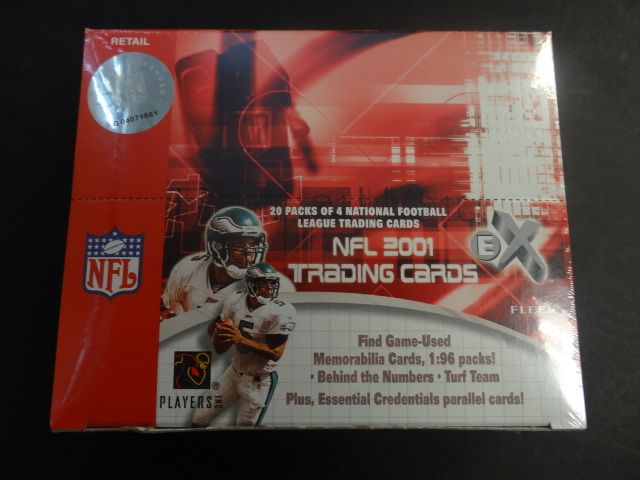 RETAIL
04071561
20 PACKS OF 4 NATIONAL FOOTBALL
LEAGUE TRADING CARDS
NFL 2001
TRADING CARDS
EX
FLEER
NFL
5
Find Game-Used
Memorabilia Cards, 1:96 packs!
• Behind the Numbers • Turf Team
Plus, Essential Credentials parallel cards!
PLAYERS INC
®